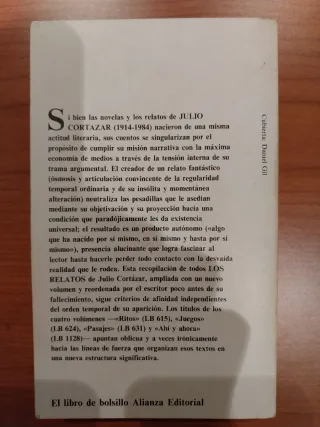 Si bien las novelas y los relatos de JULIO
CORTAZAR (1914-1984) nacieron de una misma
actitud literaria, sus cuentos se singularizan por el
propósito de cumplir su misión narrativa con la máxima
economía de medios a través de la tensión interna de su
trama argumental. El creador de un relato fantástico
(ósmosis y articulación convincente de la regularidad
temporal ordinaria y de su insólita y momentánea
alteración) neutraliza las pesadillas que le asedian
mediante su objetivación y su proyección hacia una
condición que paradójicamente les da existencia
universal; el resultado es un producto autónomo («algo
que ha nacido por sí mismo, en sí mismo y hasta por sí
mismo»), presencia alucinante que logra fascinar al
lector hasta hacerle perder todo contacto con la desvaída
realidad que le rodea. Esta recopilación de todos LOS
RELATOS de Julio Cortázar, ampliada con un nuevo
volumen y reordenada por el escritor poco antes de su
fallecimiento, sigue criterios de afinidad independientes
del orden temporal de su aparición. Los títulos de los
cuatro volúmenes —«Ritos» (LB 615), «Juegos»
(LB 624), «Pasajes» (LB 631) y «Ahí y ahora»
(LB 1128)— apuntan oblicua y a veces irónicamente
hacia las líneas de fuerza que organizan esos textos en
una nueva estructura significativa.
El libro de bolsillo Alianza Editorial
Cubierta Daniel Gil